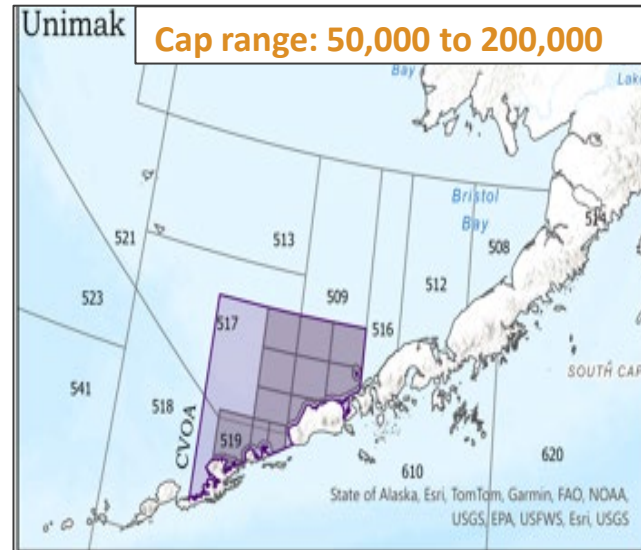 Unimak
Cap range: 50,000 to 200,000
Bay
Lake
Bristol
Bay
521
513
508
514
523
509
512
517
516
541
518
CVOA
519
SOUTH CAP
620
610
State of Alaska, Esri, TomTom, Garmin, FAO, NOAA,
USGS, EPA, USFWS, Esri, USGS